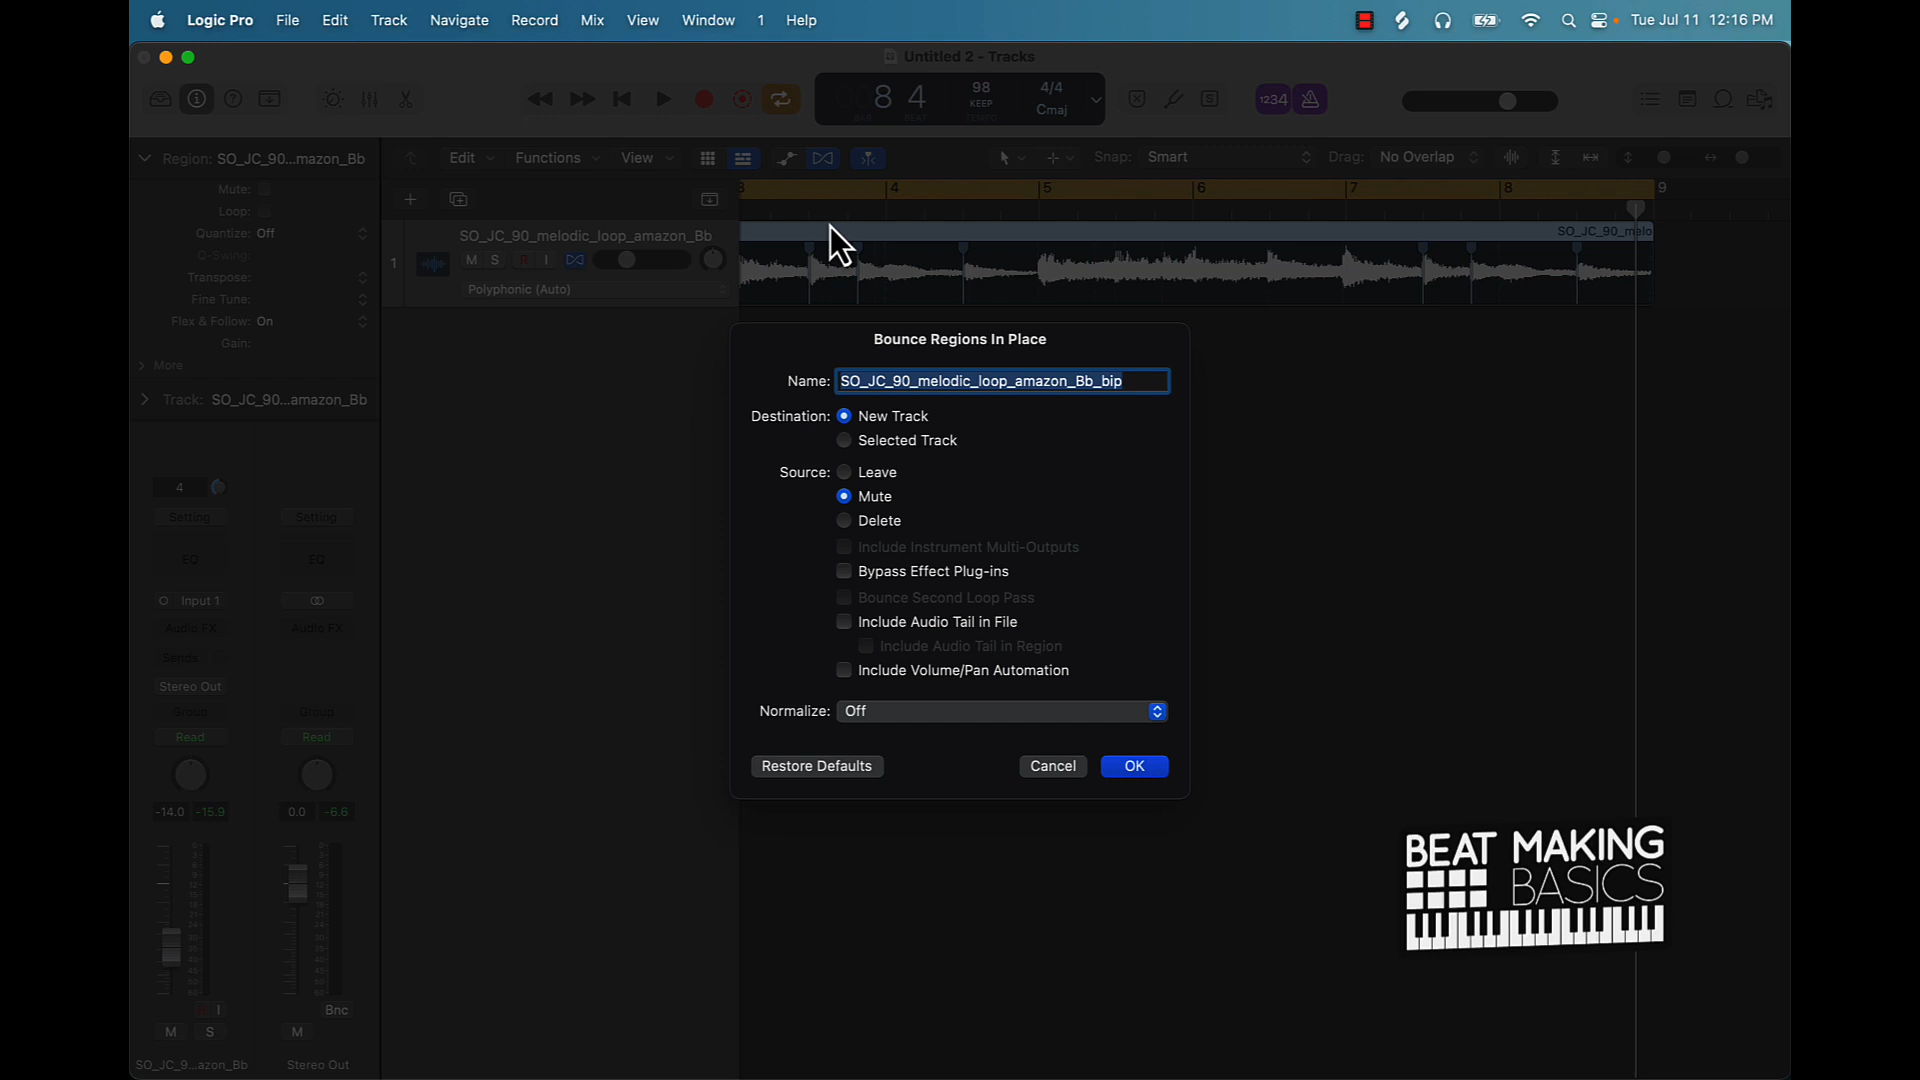 Logic Pro File Edit Track Navigate Record Mix View Window 1 Help Tue Jul 11 12:16 PM
Untitled 2 - Tracks
8 4 98 4/4 1234
KEEP Cmaj
BAR BEAT TEMPO
Region: SO_JC_90...mazon_Bb Edit Functions View Snap: Smart Drag: No Overlap
Mute: 3 4 5 6 7 8 9
Loop:
Quantize: Off SO_JC_90_melodic_loop_amazon_Bb SO_JC_90_melo
Q-Swing: 1 M S R I
Transpose: Polyphonic (Auto)
Fine Tune:
Flex & Follow: On
Gain:
More
Track: SO_JC_90...amazon_Bb
Bounce Regions In Place
Name: SO_JC_90_melodic_loop_amazon_Bb_bip
Destination: New Track
Selected Track
Source: Leave
Mute
Delete
Include Instrument Multi-Outputs
Bypass Effect Plug-ins
Bounce Second Loop Pass
Include Audio Tail in File
Include Audio Tail in Region
Include Volume/Pan Automation
Normalize: Off
Restore Defaults Cancel OK
4
Setting Setting
EQ EQ
Input 1
Audio FX Audio FX
Sends
Stereo Out
Group Group
Read Read
-14.0 -15.9 0.0 -6.6
R I Bnc
M S M
SO_JC_9...azon_Bb Stereo Out
BEAT MAKING
BASICS